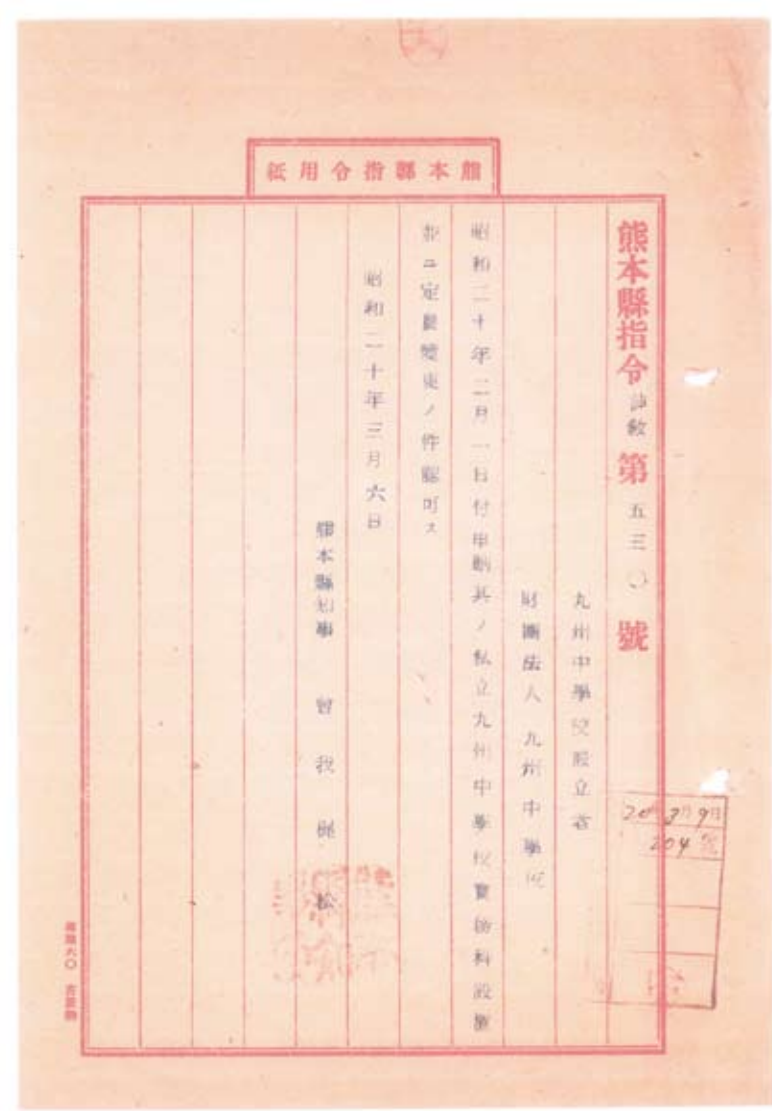 熊本縣指令用紙
熊本縣指令 第五三〇號
九州中學校設立者
財團法人 九州中學校
昭和二十年二月一日付申請其ノ私立九州中學校實務科設置
並ニ定員變更ノ件認可ス
昭和二十年三月六日
熊本縣知事 曾我梶松
20年3月9日
204號